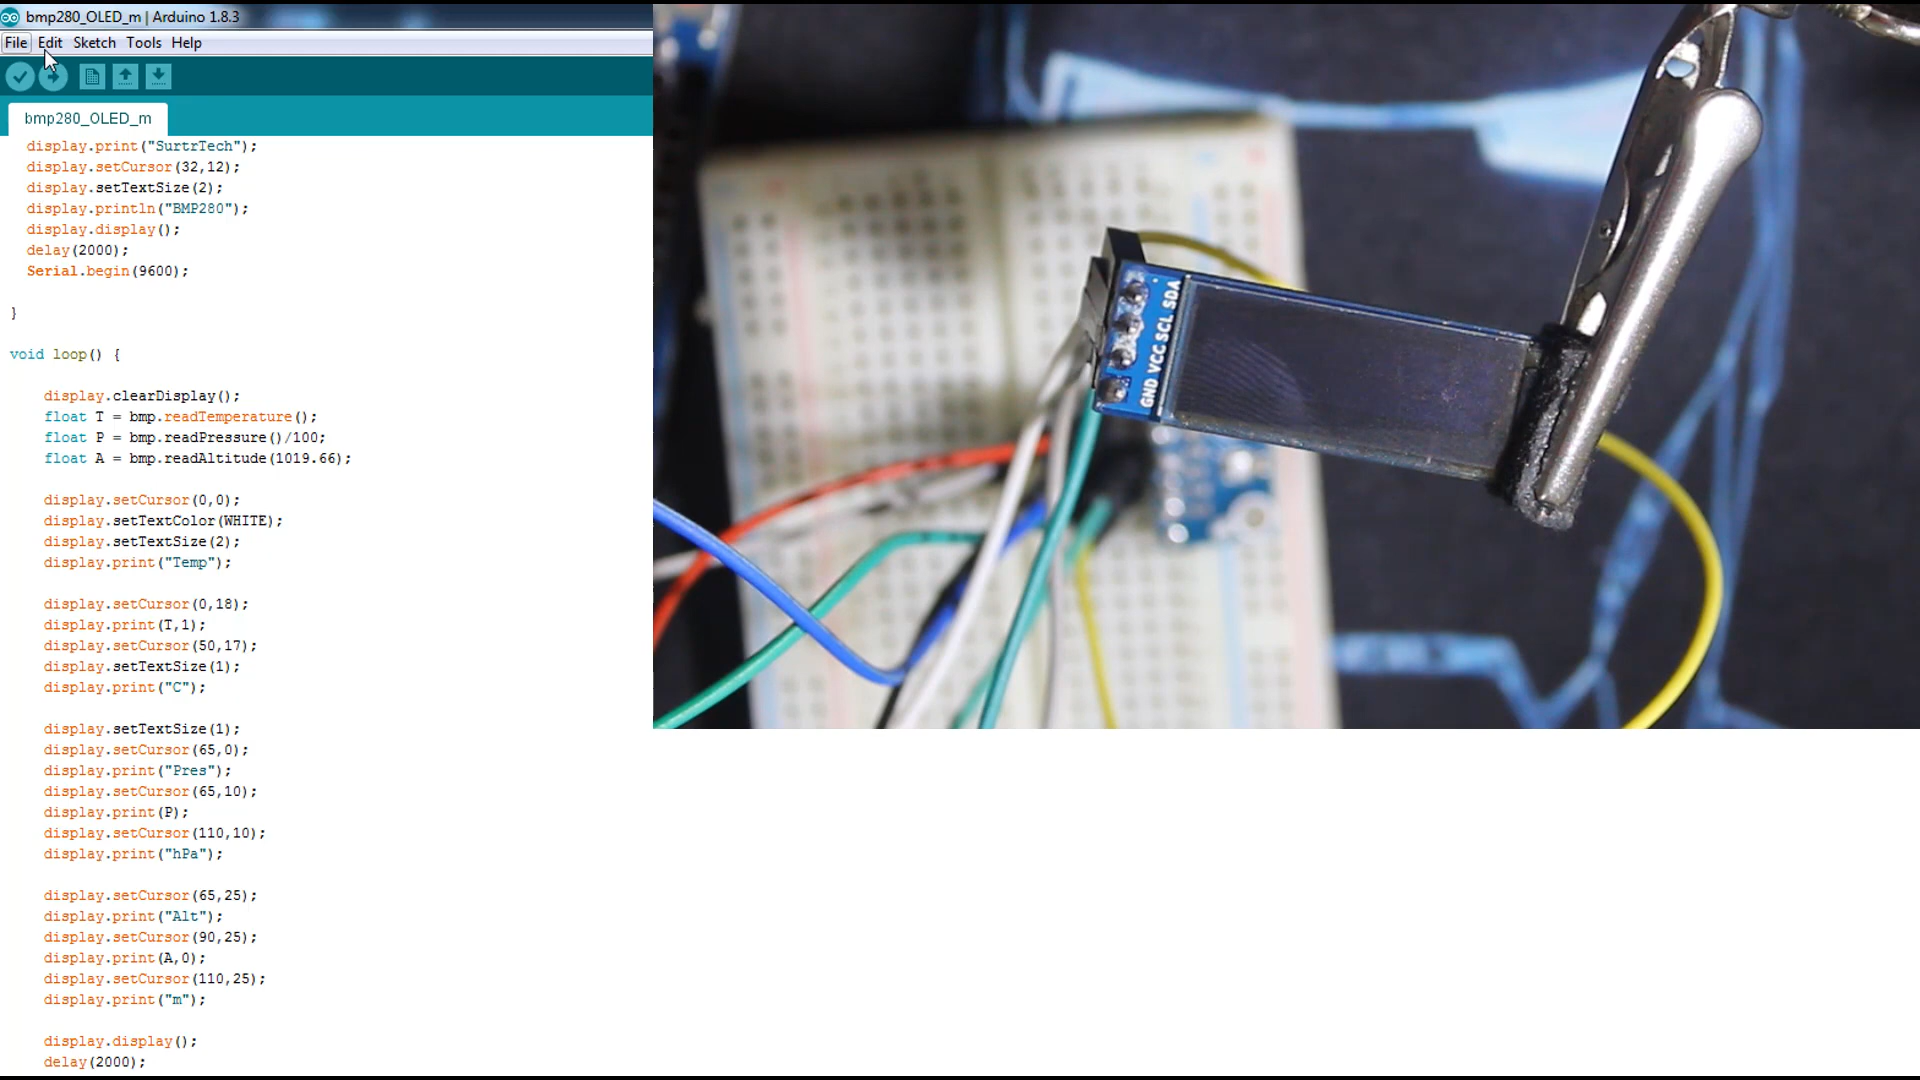 bmp280_OLED_m | Arduino 1.8.3
File Edit Sketch Tools Help
bmp280_OLED_m
display.print("SurtrTech");
display.setCursor(32,12);
display.setTextSize(2);
display.println("BMP280");
display.display();
delay(2000);
Serial.begin(9600);
}
void loop() {
display.clearDisplay();
float T = bmp.readTemperature();
float P = bmp.readPressure()/100;
float A = bmp.readAltitude(1019.66);
display.setCursor(0,0);
display.setTextColor(WHITE);
display.setTextSize(2);
display.print("Temp");
display.setCursor(0,18);
display.print(T,1);
display.setCursor(50,17);
display.setTextSize(1);
display.print("C");
display.setTextSize(1);
display.setCursor(65,0);
display.print("Pres");
display.setCursor(65,10);
display.print(P);
display.setCursor(110,10);
display.print("hPa");
display.setCursor(65,25);
display.print("Alt");
display.setCursor(90,25);
display.print(A,0);
display.setCursor(110,25);
display.print("m");
display.display();
delay(2000);
GND VCC SCL SDA